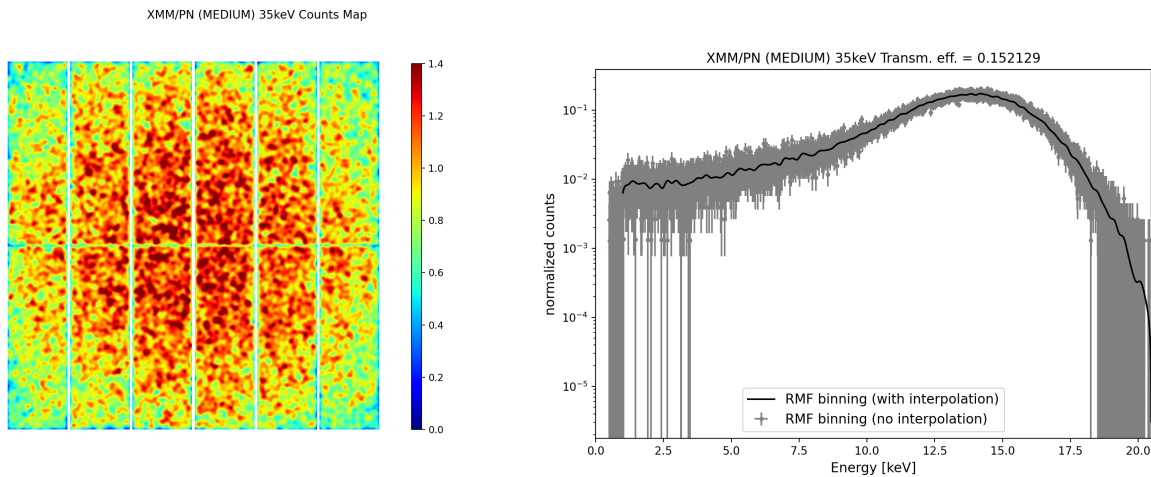 XMM/PN (MEDIUM) 35keV Counts Map
1.4
1.2
1.0
0.8
0.6
0.4
0.2
0.0
XMM/PN (MEDIUM) 35keV Transm. eff. = 0.152129
normalized counts
10⁻¹
10⁻²
10⁻³
10⁻⁴
10⁻⁵
RMF binning (with interpolation)
RMF binning (no interpolation)
0.0 2.5 5.0 7.5 10.0 12.5 15.0 17.5 20.0
Energy [keV]